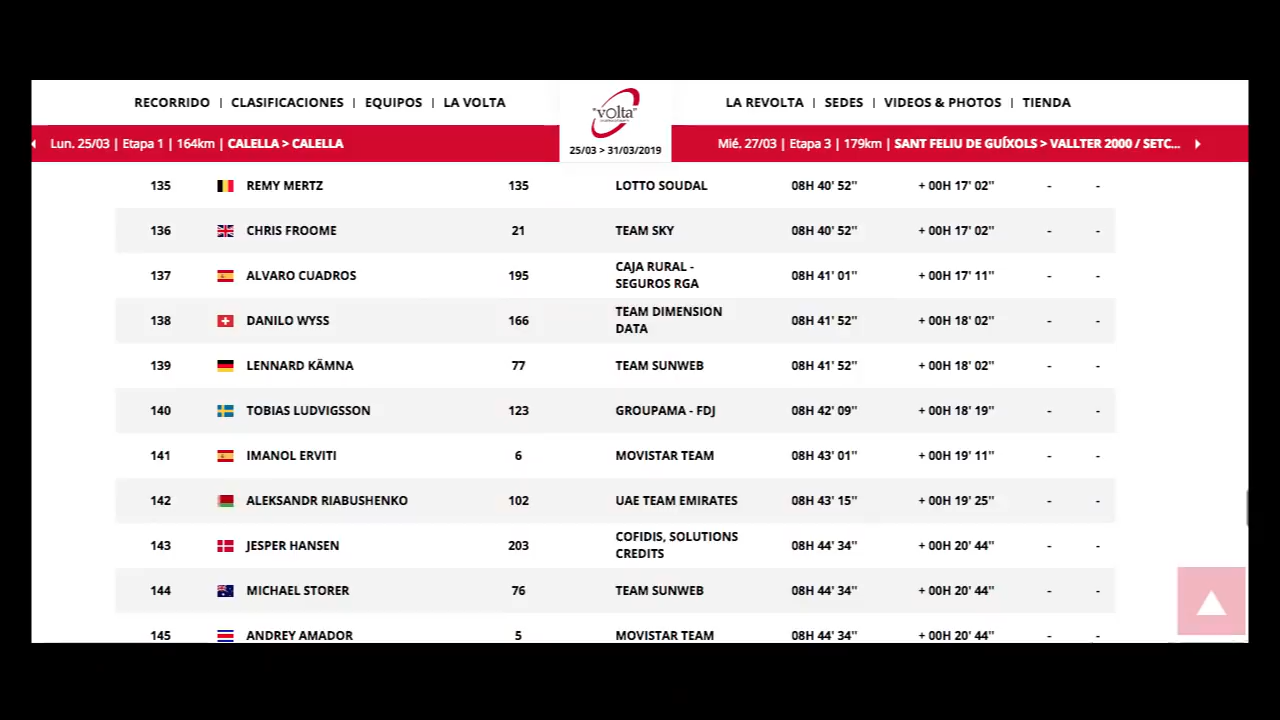 RECORRIDO | CLASIFICACIONES | EQUIPOS | LA VOLTA
"volta"
25/03 > 31/03/2019
LA REVOLTA | SEDES | VIDEOS & PHOTOS | TIENDA
Lun. 25/03 | Etapa 1 | 164km | CALELLA > CALELLA
Mié. 27/03 | Etapa 3 | 179km | SANT FELIU DE GUÍXOLS > VALLTER 2000 / SETC...
135 REMY MERTZ 135 LOTTO SOUDAL 08H 40' 52'' + 00H 17' 02'' - -
136 CHRIS FROOME 21 TEAM SKY 08H 40' 52'' + 00H 17' 02'' - -
137 ALVARO CUADROS 195 CAJA RURAL - SEGUROS RGA 08H 41' 01'' + 00H 17' 11'' - -
138 DANILO WYSS 166 TEAM DIMENSION DATA 08H 41' 52'' + 00H 18' 02'' - -
139 LENNARD KÄMNA 77 TEAM SUNWEB 08H 41' 52'' + 00H 18' 02'' - -
140 TOBIAS LUDVIGSSON 123 GROUPAMA - FDJ 08H 42' 09'' + 00H 18' 19'' - -
141 IMANOL ERVITI 6 MOVISTAR TEAM 08H 43' 01'' + 00H 19' 11'' - -
142 ALEKSANDR RIABUSHENKO 102 UAE TEAM EMIRATES 08H 43' 15'' + 00H 19' 25'' - -
143 JESPER HANSEN 203 COFIDIS, SOLUTIONS CREDITS 08H 44' 34'' + 00H 20' 44'' - -
144 MICHAEL STORER 76 TEAM SUNWEB 08H 44' 34'' + 00H 20' 44'' - -
145 ANDREY AMADOR 5 MOVISTAR TEAM 08H 44' 34'' + 00H 20' 44'' - -